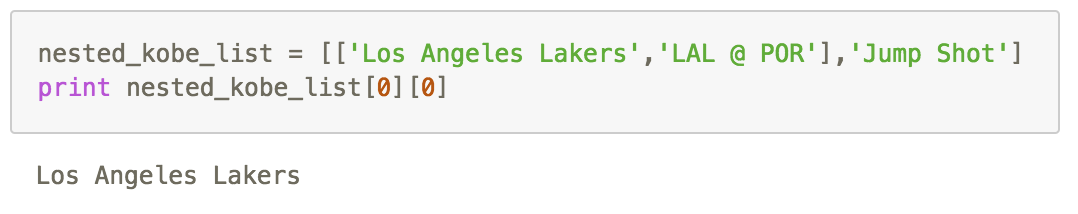 nested_kobe_list = [['Los Angeles Lakers','LAL @ POR'],'Jump Shot']
print nested_kobe_list[0][0]
Los Angeles Lakers